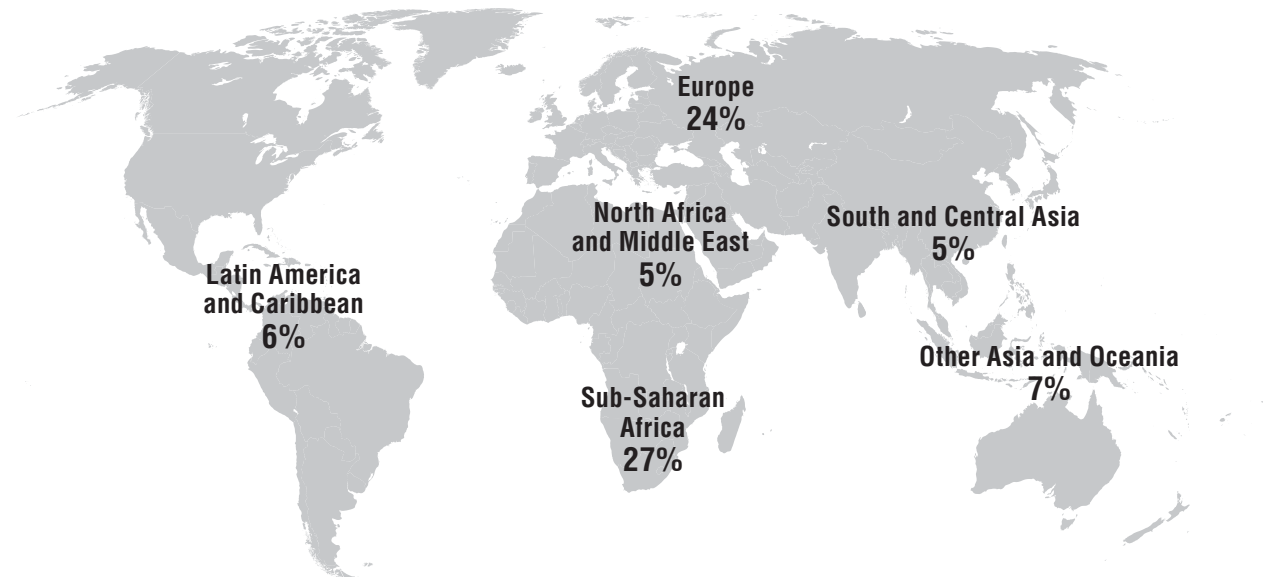 Europe
24%
North Africa
and Middle East
5%
South and Central Asia
5%
Latin America
and Caribbean
6%
Other Asia and Oceania
7%
Sub-Saharan
Africa
27%